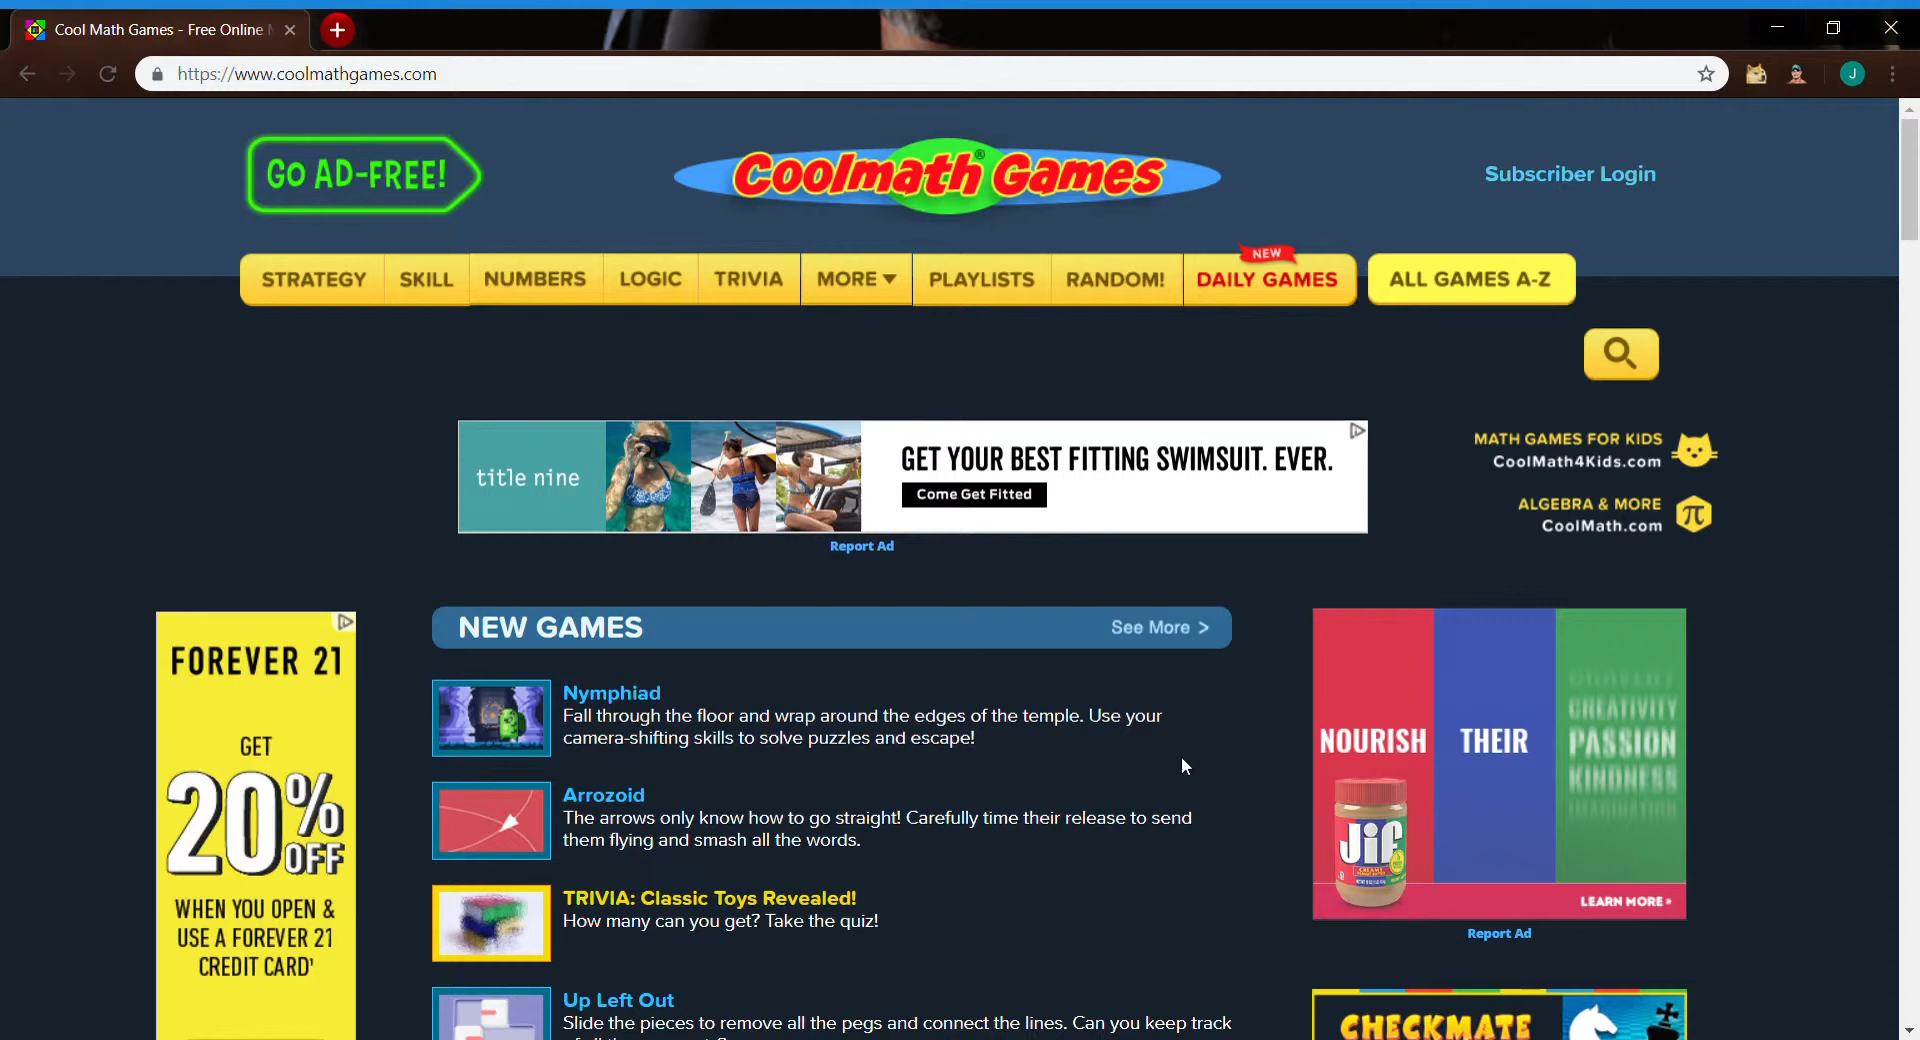 Cool Math Games - Free Online
https://www.coolmathgames.com
J
GO AD-FREE!
Coolmath Games®
Subscriber Login
STRATEGY
SKILL
NUMBERS
LOGIC
TRIVIA
MORE
PLAYLISTS
RANDOM!
NEW
DAILY GAMES
ALL GAMES A-Z
title nine
GET YOUR BEST FITTING SWIMSUIT. EVER.
Come Get Fitted
Report Ad
MATH GAMES FOR KIDS
CoolMath4Kids.com
ALGEBRA & MORE
CoolMath.com
π
FOREVER 21
GET
20% OFF
WHEN YOU OPEN &
USE A FOREVER 21
CREDIT CARD¹
NEW GAMES
See More >
Nymphiad
Fall through the floor and wrap around the edges of the temple. Use your
camera-shifting skills to solve puzzles and escape!
Arrozoid
The arrows only know how to go straight! Carefully time their release to send
them flying and smash all the words.
TRIVIA: Classic Toys Revealed!
How many can you get? Take the quiz!
Up Left Out
Slide the pieces to remove all the pegs and connect the lines. Can you keep track
NOURISH
THEIR
CREATIVITY
PASSION
KINDNESS
Jif
CREAMY
LEARN MORE
Report Ad
CHECKMATE